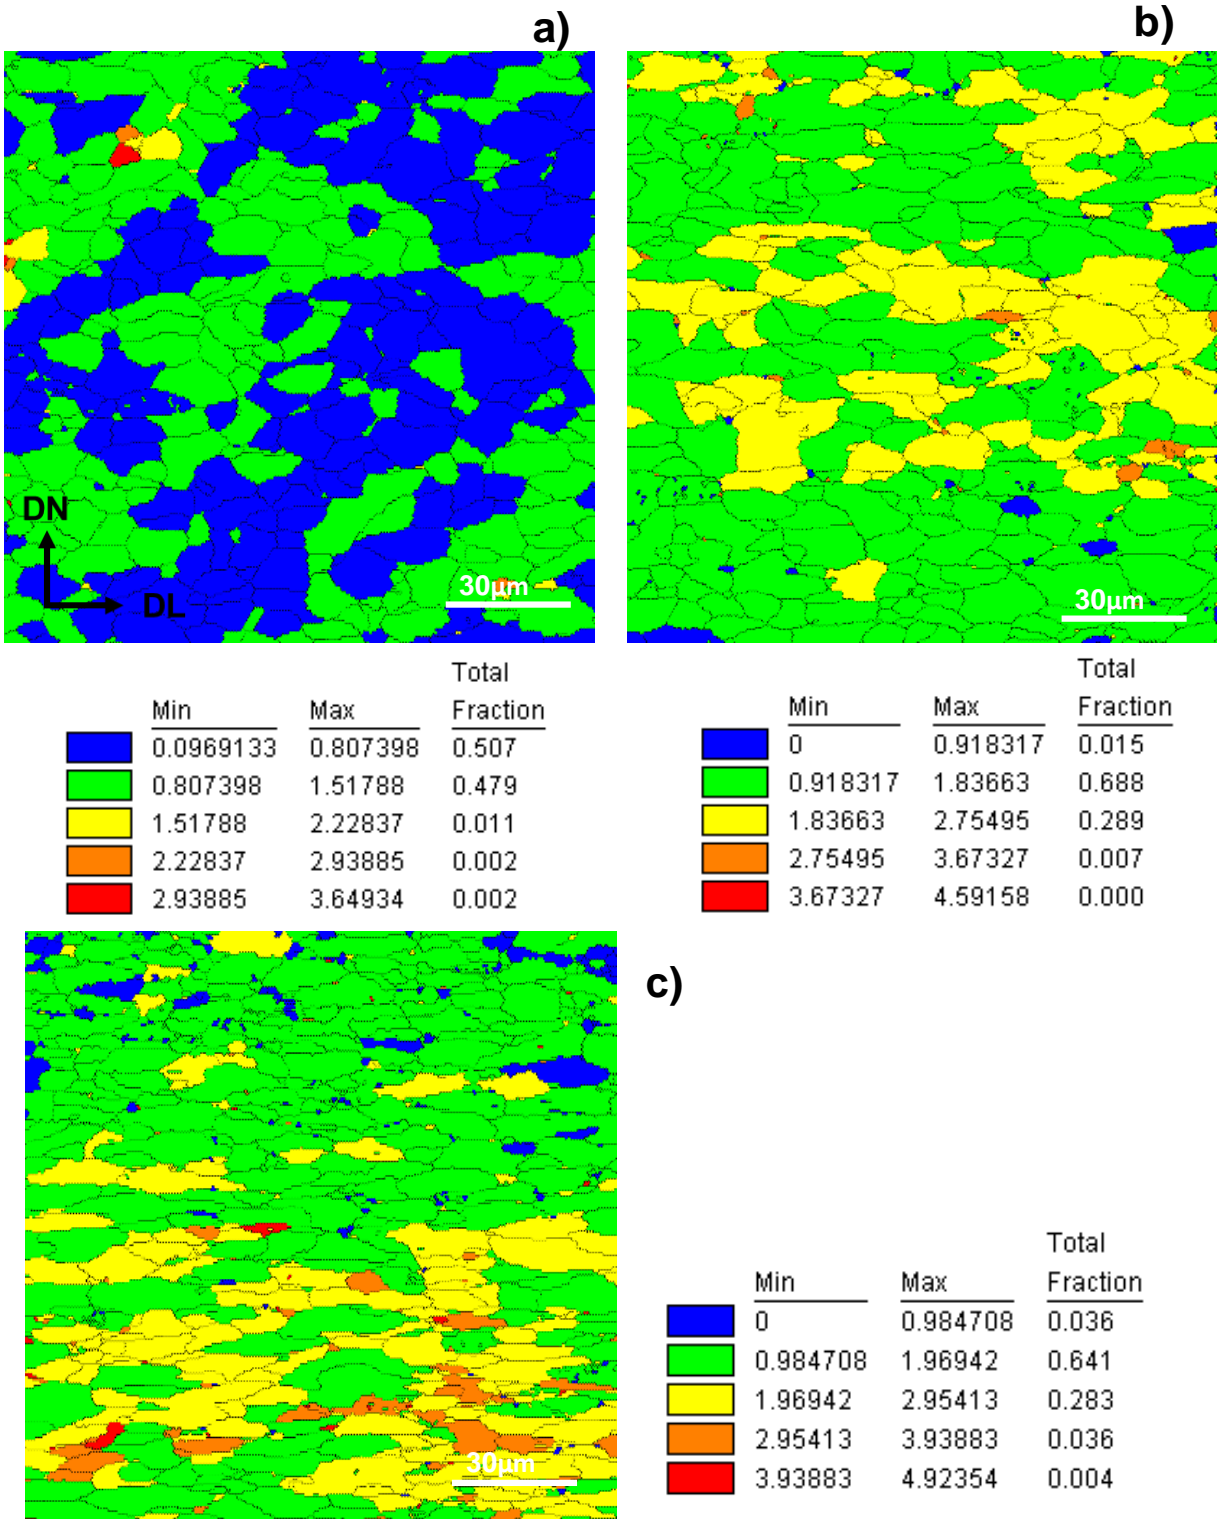 a)
b)
DN
DL
30µm
30µm
Total
Min Max Fraction
0.0969133 0.807398 0.507
0.807398 1.51788 0.479
1.51788 2.22837 0.011
2.22837 2.93885 0.002
2.93885 3.64934 0.002
Total
Min Max Fraction
0 0.918317 0.015
0.918317 1.83663 0.688
1.83663 2.75495 0.289
2.75495 3.67327 0.007
3.67327 4.59158 0.000
c)
30µm
Total
Min Max Fraction
0 0.984708 0.036
0.984708 1.96942 0.641
1.96942 2.95413 0.283
2.95413 3.93883 0.036
3.93883 4.92354 0.004